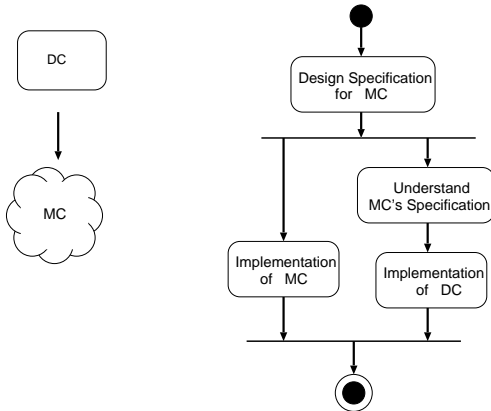 DC
MC
Design Specification
for MC
Understand
MC's Specification
Implementation
of MC
Implementation
of DC